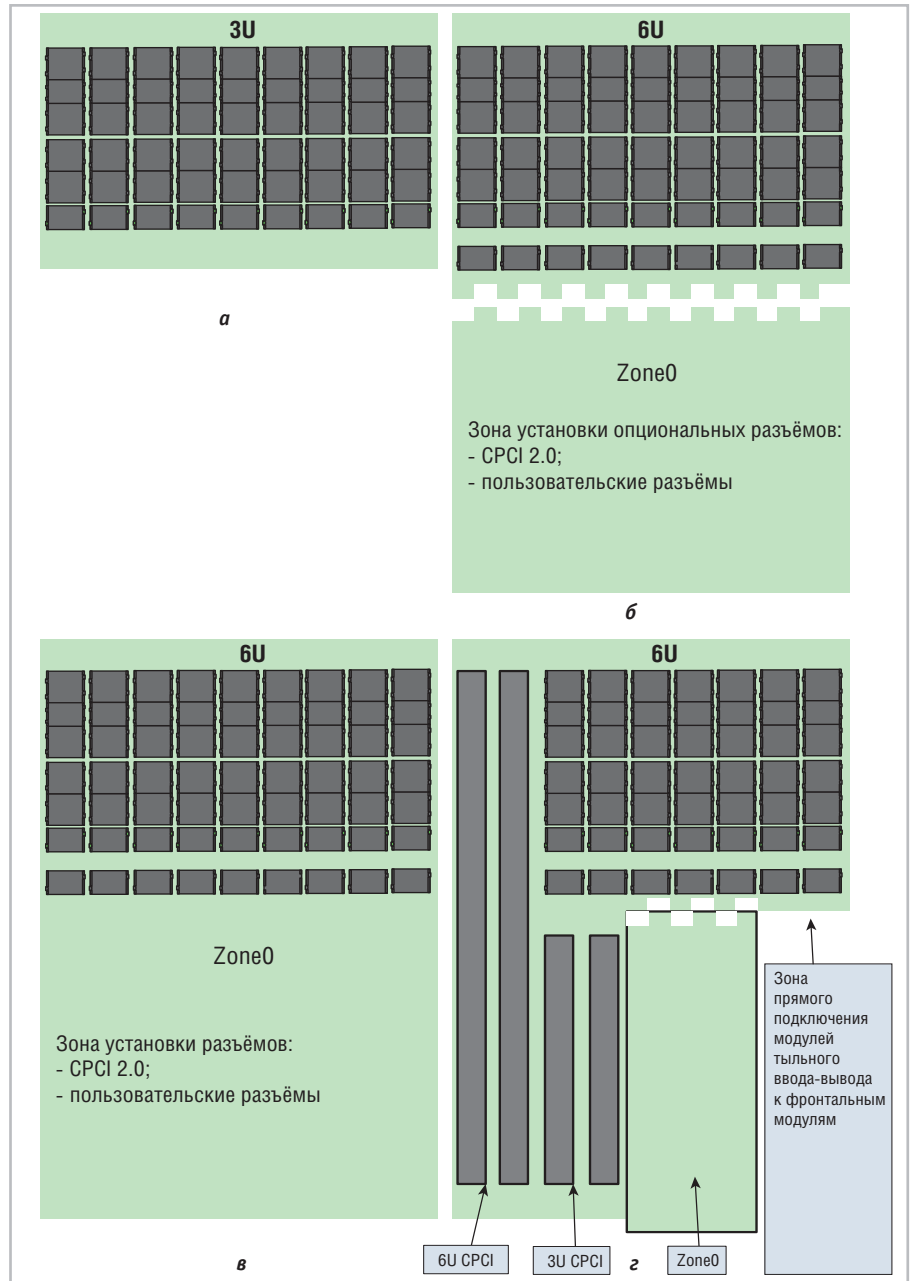 3U
а
6U
Zone0
Зона установки опциональных разъёмов:
- CPCI 2.0;
- пользовательские разъёмы
б
6U
Zone0
Зона установки разъёмов:
- CPCI 2.0;
- пользовательские разъёмы
в
6U
Зона
прямого
подключения
модулей
тыльного
ввода-вывода
к фронтальным
модулям
6U CPCI
3U CPCI
г
Zone0